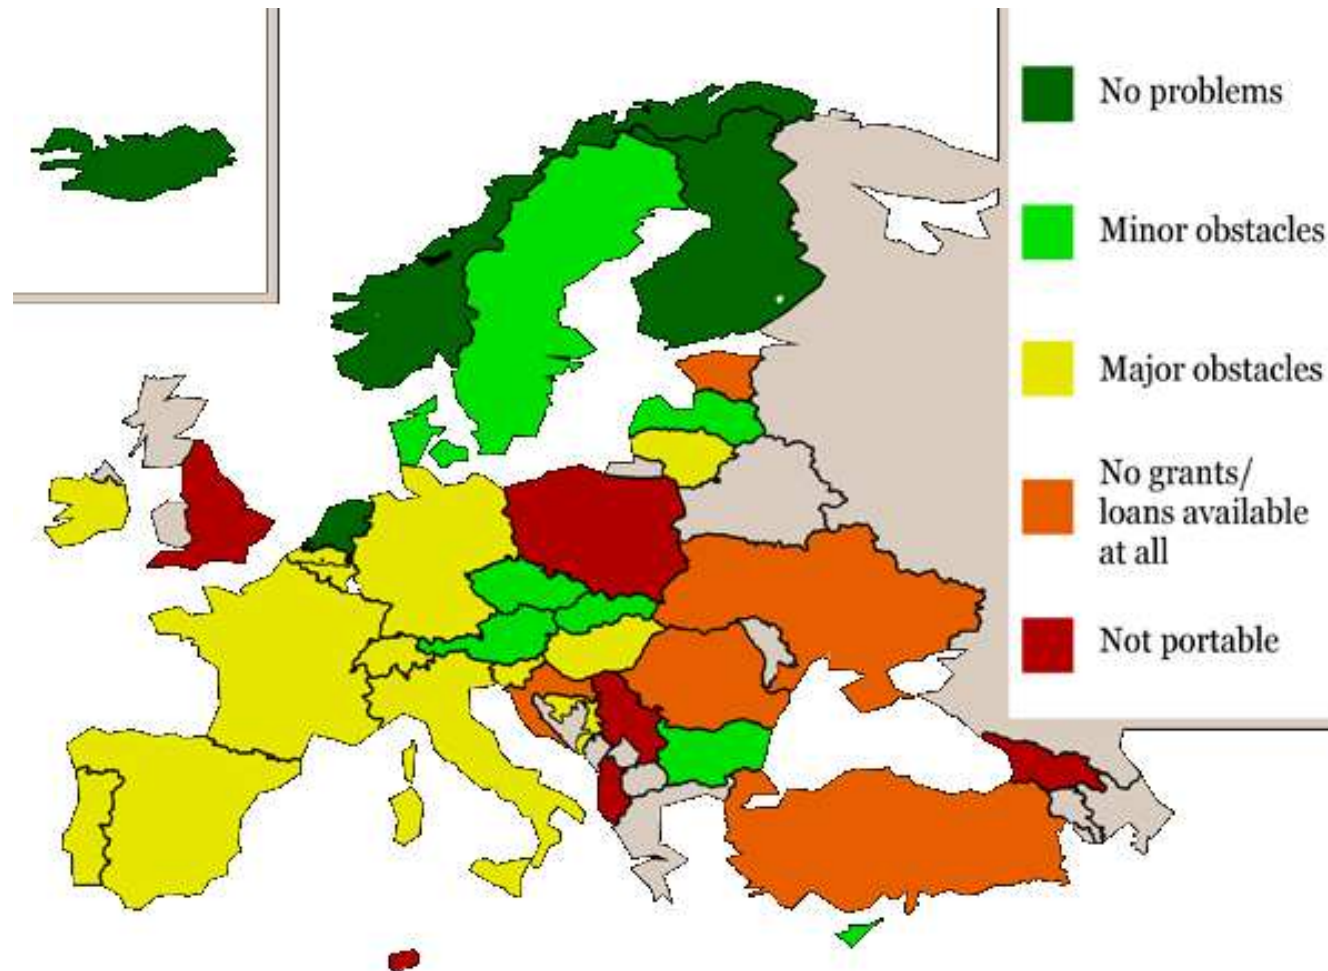 No problems
Minor obstacles
Major obstacles
No grants/
loans available
at all
Not portable